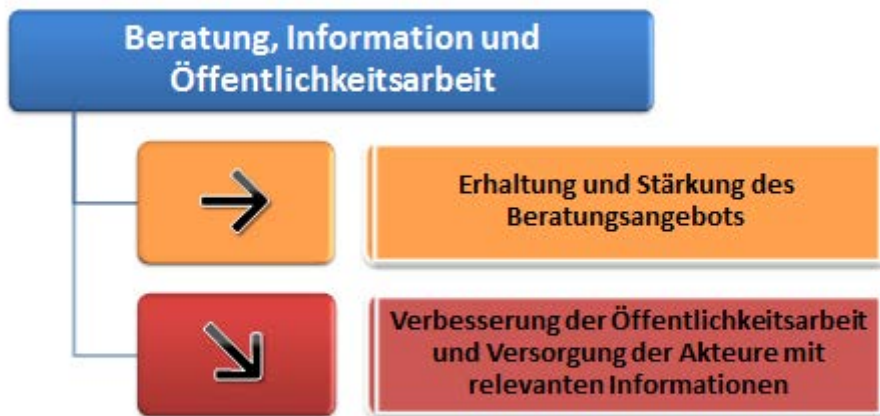 Beratung, Information und
Öffentlichkeitsarbeit
Erhaltung und Stärkung des
Beratungsangebots
Verbesserung der Öffentlichkeitsarbeit
und Versorgung der Akteure mit
relevanten Informationen